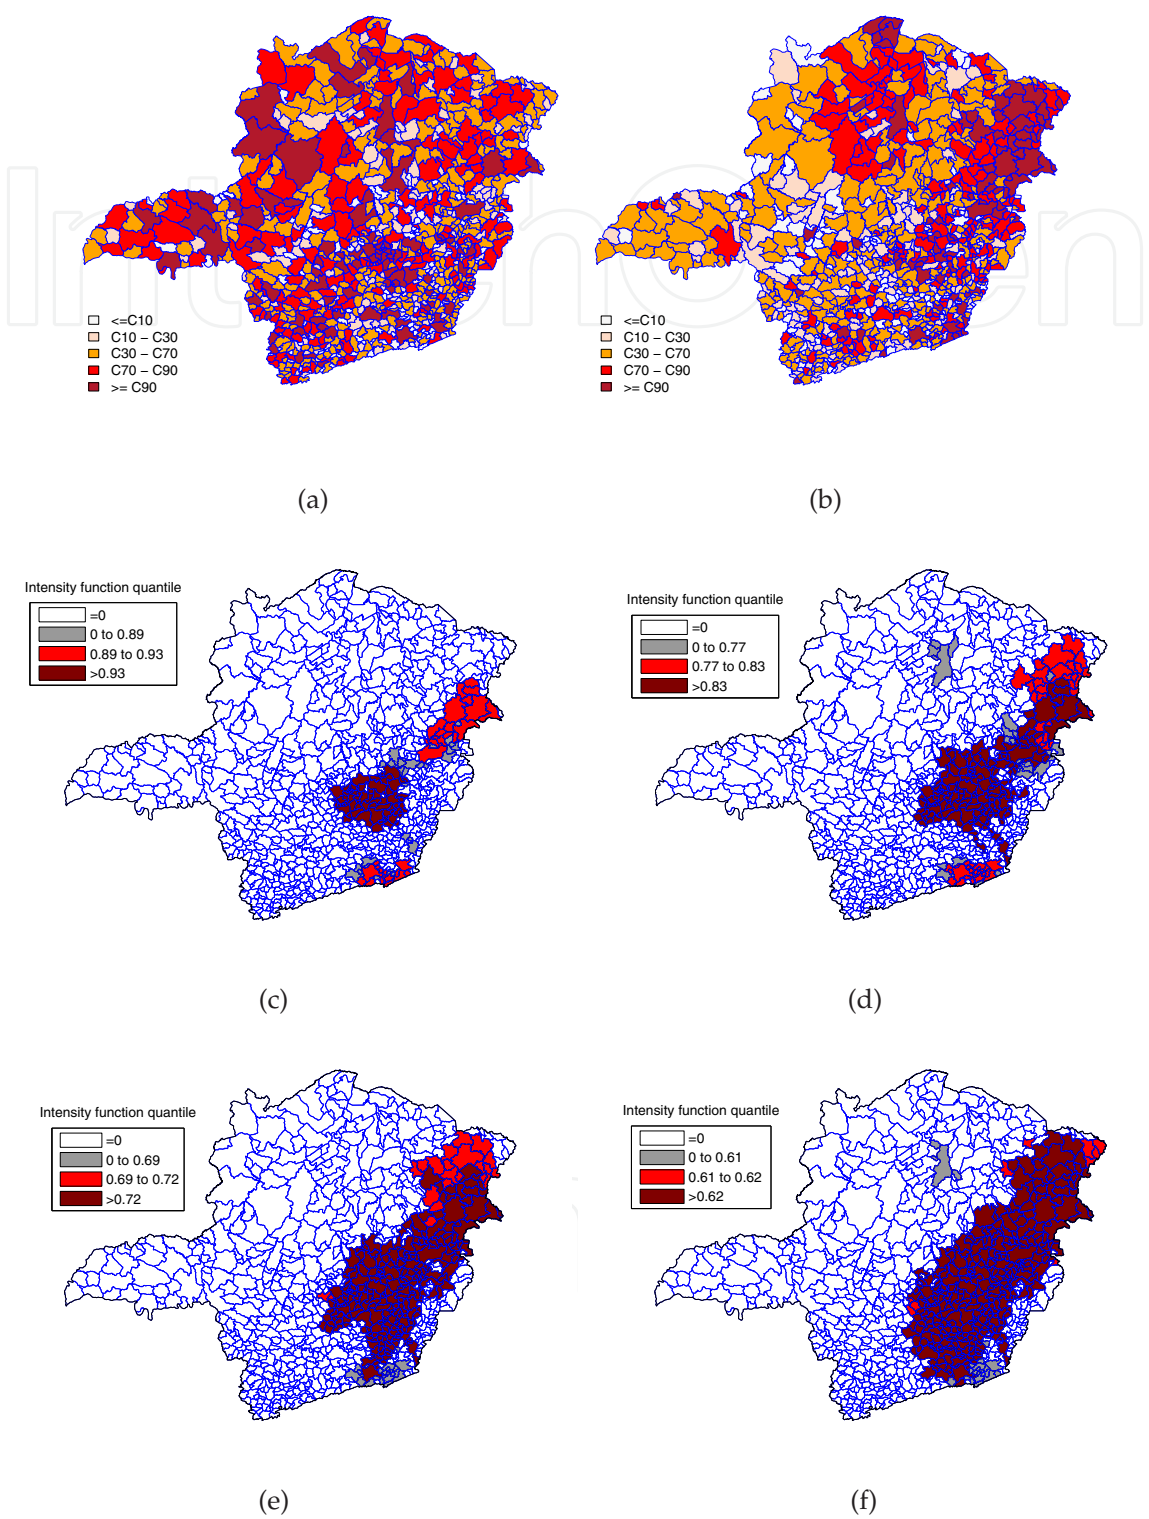 <=C10
C10 – C30
C30 – C70
C70 – C90
>= C90
(a)
<=C10
C10 – C30
C30 – C70
C70 – C90
>= C90
(b)
Intensity function quantile
=0
0 to 0.89
0.89 to 0.93
>0.93
(c)
Intensity function quantile
=0
0 to 0.77
0.77 to 0.83
>0.83
(d)
Intensity function quantile
=0
0 to 0.69
0.69 to 0.72
>0.72
(e)
Intensity function quantile
=0
0 to 0.61
0.61 to 0.62
>0.62
(f)